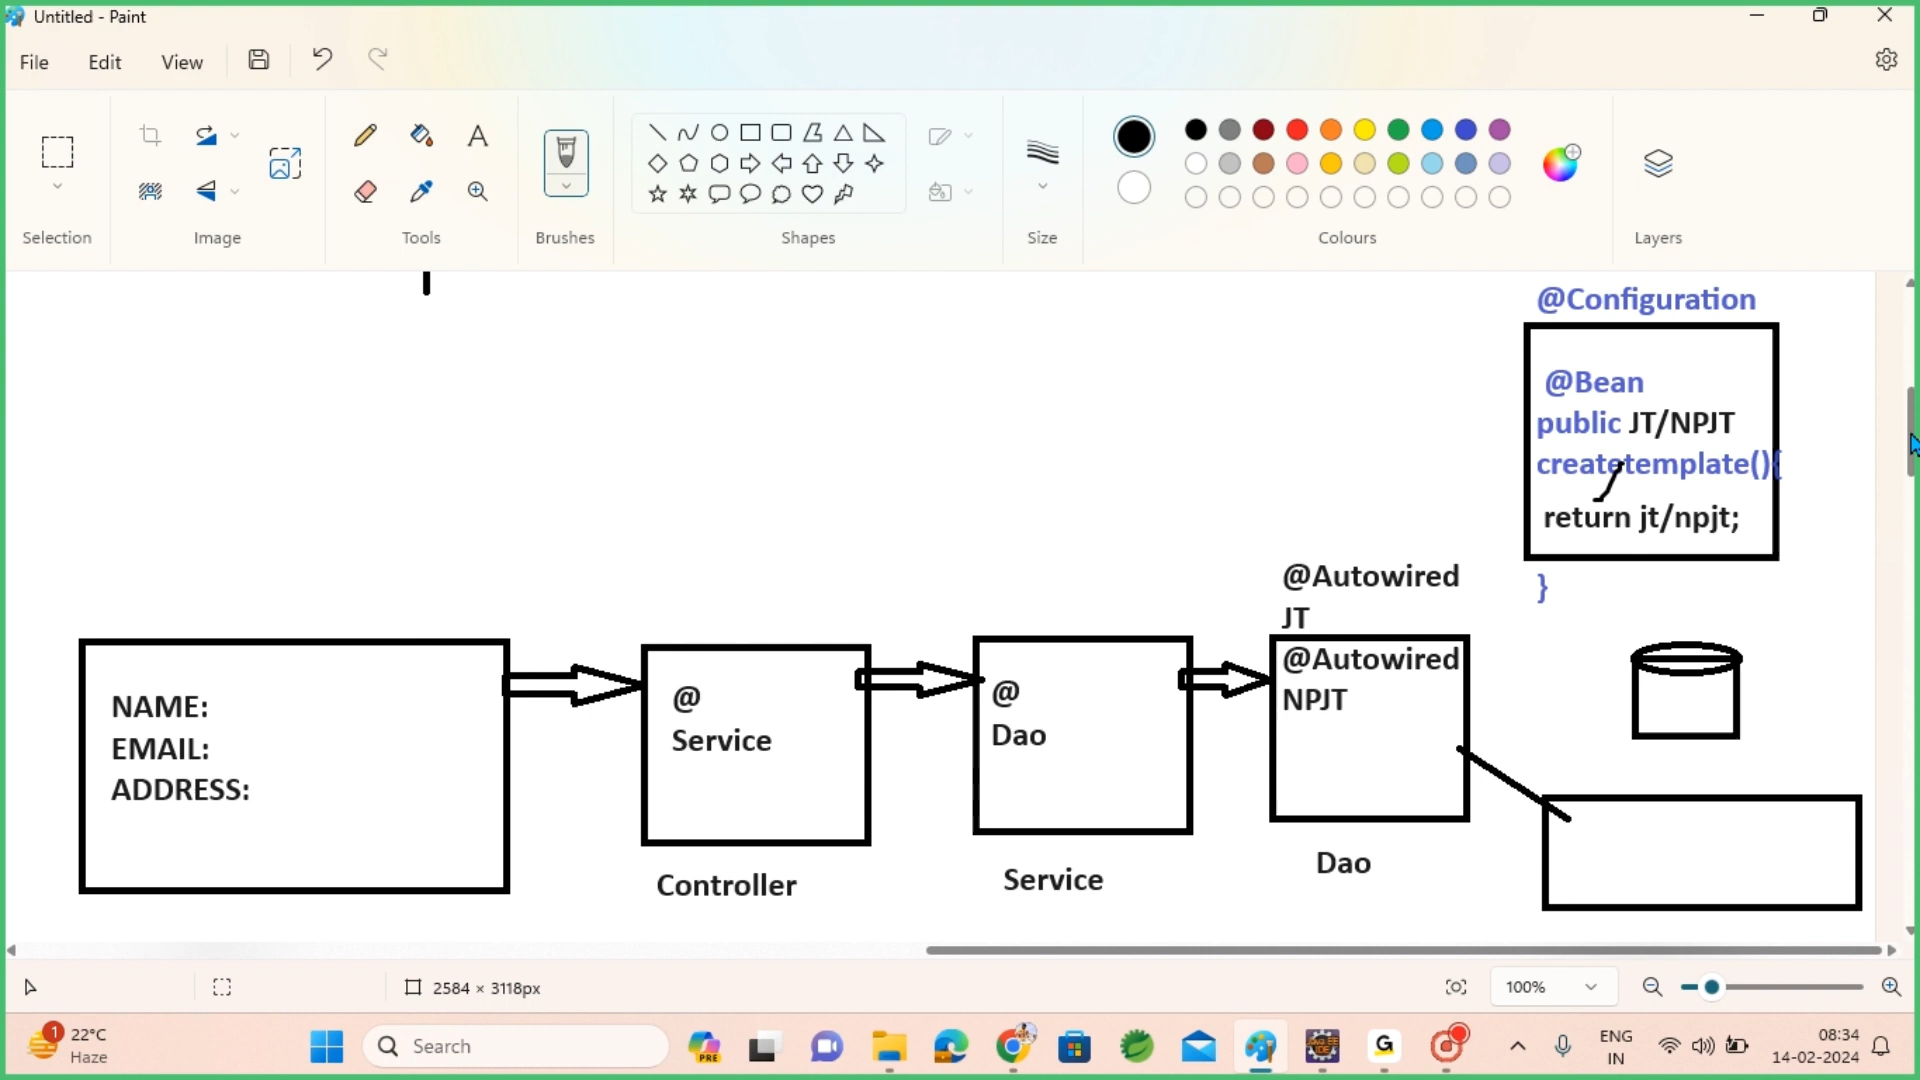 Untitled - Paint
File
Edit
View
Selection
Image
Tools
Brushes
Shapes
Size
Colours
Layers
@Configuration
@Bean
public JT/NPJT
createtemplate(){
return jt/npjt;
}
@Autowired
JT
@Autowired
NPJT
NAME:
EMAIL:
ADDRESS:
@
Service
@
Dao
Controller
Service
Dao
2584 × 3118px
100%
1
22°C
Haze
Search
PRE
ENG
IN
08:34
14-02-2024